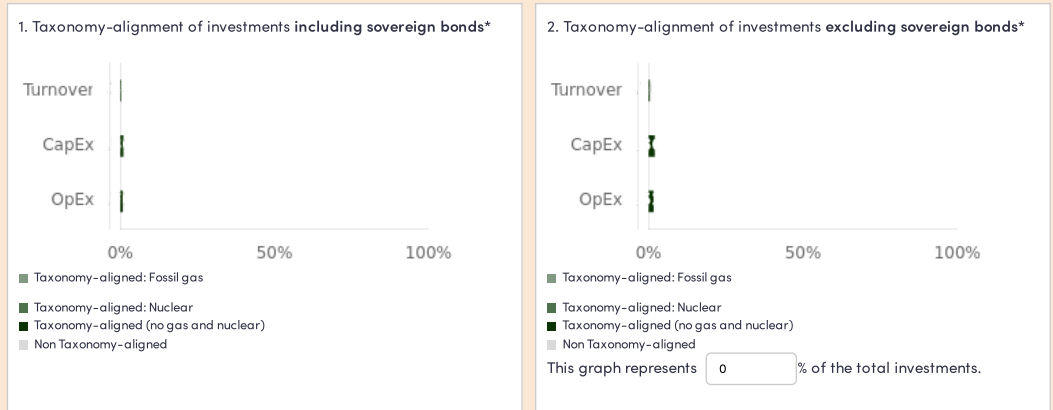 1. Taxonomy-alignment of investments including sovereign bonds*
Turnover
CapEx
OpEx
0% 50% 100%
Taxonomy-aligned: Fossil gas
Taxonomy-aligned: Nuclear
Taxonomy-aligned (no gas and nuclear)
Non Taxonomy-aligned
2. Taxonomy-alignment of investments excluding sovereign bonds*
Turnover
CapEx
OpEx
0% 50% 100%
Taxonomy-aligned: Fossil gas
Taxonomy-aligned: Nuclear
Taxonomy-aligned (no gas and nuclear)
Non Taxonomy-aligned
This graph represents 0 % of the total investments.